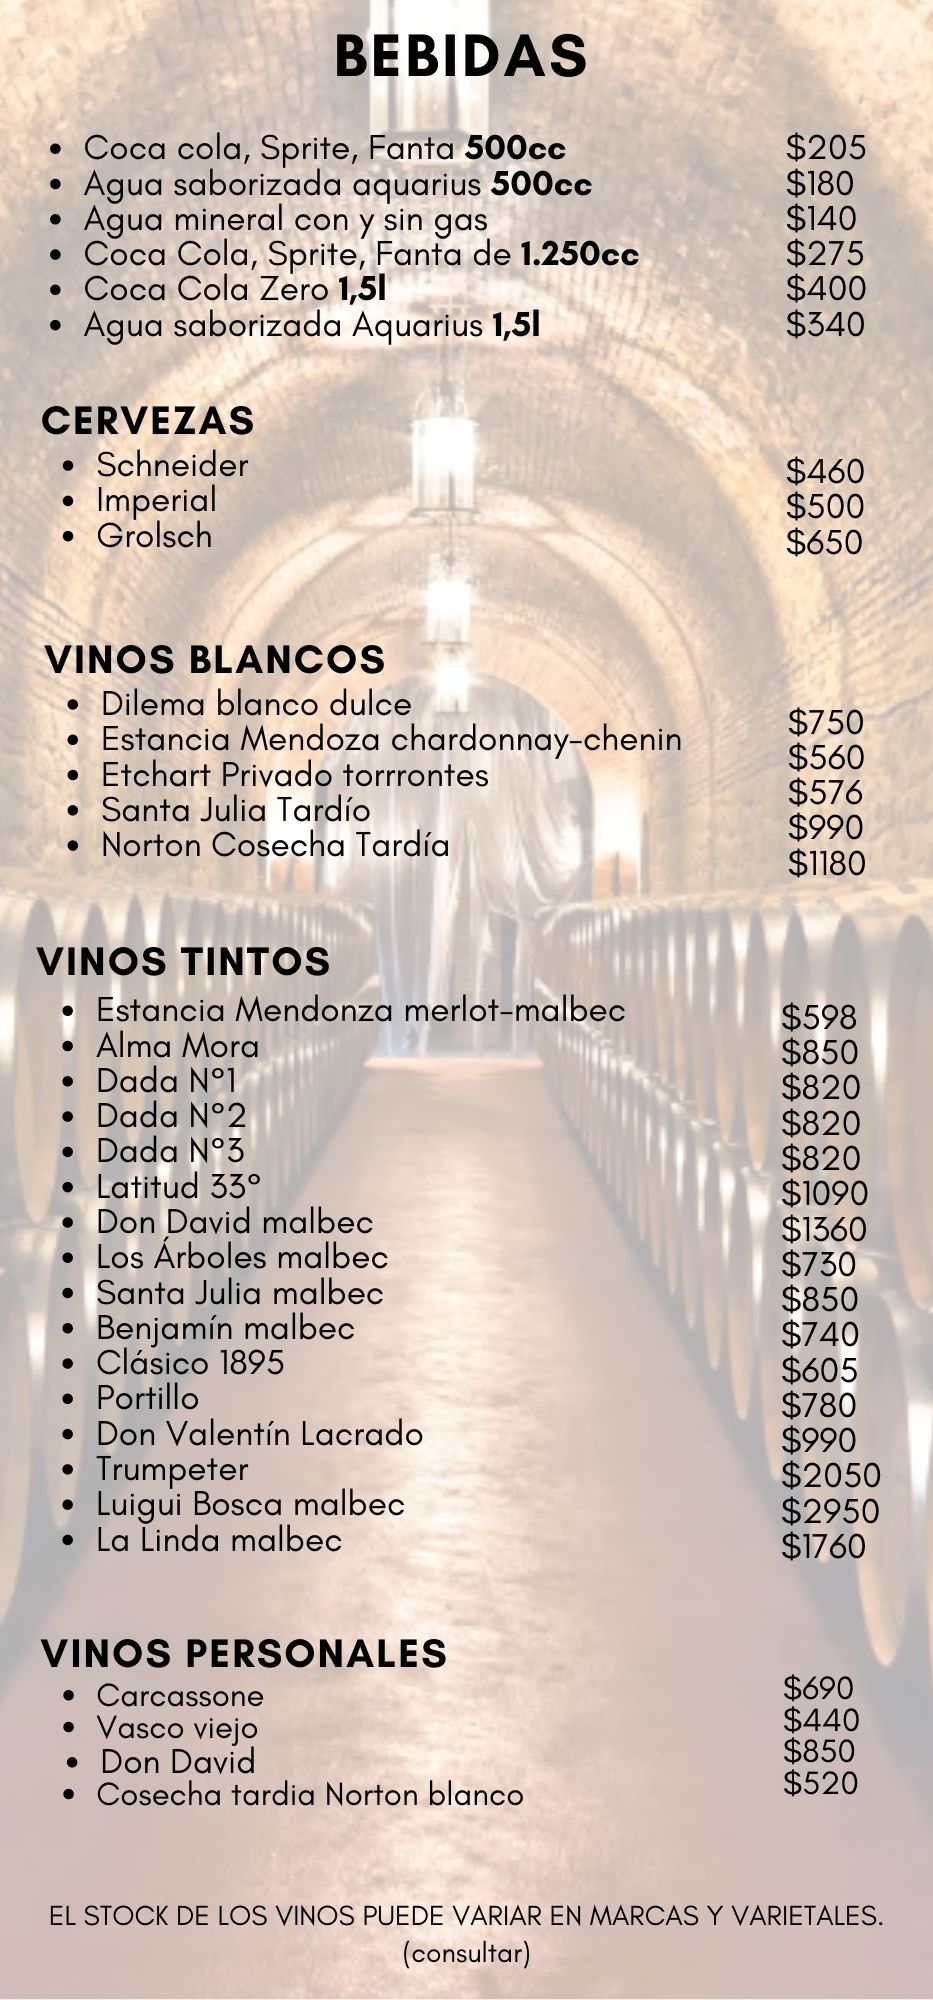 BEBIDAS
• Coca cola, Sprite, Fanta 500cc $205
• Agua saborizada aquarius 500cc $180
• Agua mineral con y sin gas $140
• Coca Cola, Sprite, Fanta de 1.250cc $275
• Coca Cola Zero 1,5l $400
• Agua saborizada Aquarius 1,5l $340
CERVEZAS
• Schneider $460
• Imperial $500
• Grolsch $650
VINOS BLANCOS
• Dilema blanco dulce $750
• Estancia Mendoza chardonnay-chenin $560
• Etchart Privado torrrontes $576
• Santa Julia Tardío $990
• Norton Cosecha Tardía $1180
VINOS TINTOS
• Estancia Mendonza merlot-malbec $598
• Alma Mora $850
• Dada N°1 $820
• Dada N°2 $820
• Dada N°3 $820
• Latitud 33° $1090
• Don David malbec $1360
• Los Árboles malbec $730
• Santa Julia malbec $850
• Benjamín malbec $740
• Clásico 1895 $605
• Portillo $780
• Don Valentín Lacrado $990
• Trumpeter $2050
• Luigui Bosca malbec $2950
• La Linda malbec $1760
VINOS PERSONALES
• Carcassone $690
• Vasco viejo $440
• Don David $850
• Cosecha tardia Norton blanco $520
EL STOCK DE LOS VINOS PUEDE VARIAR EN MARCAS Y VARIETALES.
(consultar)